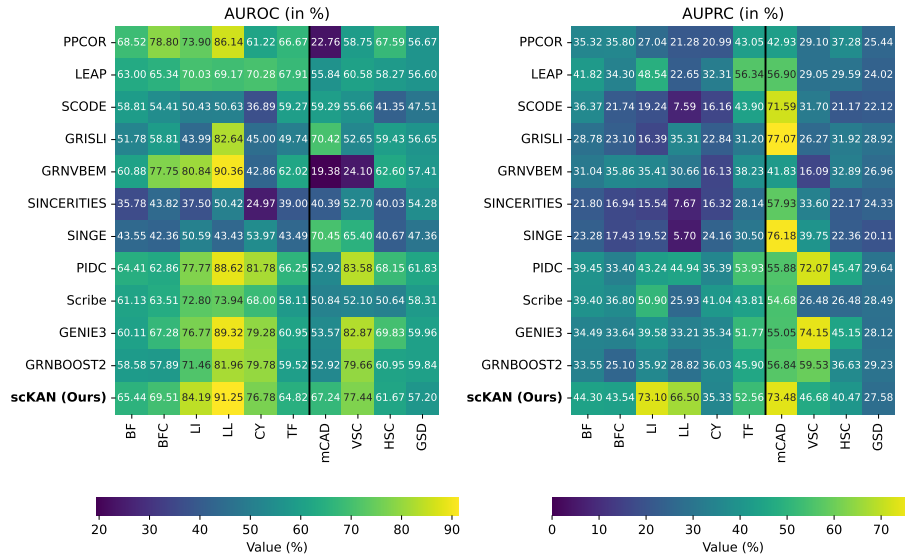 AUROC (in %)
PPCOR 68.52 78.80 73.90 86.14 61.22 66.67 22.76 58.75 67.59 56.67
LEAP 63.00 65.34 70.03 69.17 70.28 67.91 55.84 60.58 58.27 56.60
SCODE 58.81 54.41 50.43 50.63 36.89 59.27 59.29 55.66 41.35 47.51
GRISLI 51.78 58.81 43.99 82.64 45.00 49.74 70.42 52.65 59.43 56.65
GRNVBEM 60.88 77.75 80.84 90.36 42.86 62.02 19.38 24.10 62.60 57.41
SINCERITIES 35.78 43.82 37.50 50.42 24.97 39.00 40.39 52.70 40.03 54.28
SINGE 43.55 42.36 50.59 43.43 53.97 43.49 70.45 65.40 40.67 47.36
PIDC 64.41 62.86 77.77 88.62 81.78 66.25 52.92 83.58 68.15 61.83
Scribe 61.13 63.51 72.80 73.94 68.00 58.11 50.84 52.10 50.64 58.31
GENIE3 60.11 67.28 76.77 89.32 79.28 60.95 53.57 82.87 69.83 59.96
GRNBOOST2 58.58 57.89 71.46 81.96 79.78 59.52 52.92 79.66 60.95 59.84
scKAN (Ours) 65.44 69.51 84.19 91.25 76.78 64.82 67.24 77.44 61.67 57.20
BF BFC LI LL CY TF mCAD VSC HSC GSD
20 30 40 50 60 70 80 90
Value (%)
AUPRC (in %)
PPCOR 35.32 35.80 27.04 21.28 20.99 43.05 42.93 29.10 37.28 25.44
LEAP 41.82 34.30 48.54 22.65 32.31 56.34 56.90 29.05 29.59 24.02
SCODE 36.37 21.74 19.24 7.59 16.16 43.90 71.59 31.70 21.17 22.12
GRISLI 28.78 23.10 16.39 35.31 22.84 31.20 77.07 26.27 31.92 28.92
GRNVBEM 31.04 35.86 35.41 30.66 16.13 38.23 41.83 16.09 32.89 26.96
SINCERITIES 21.80 16.94 15.54 7.67 16.32 28.14 57.93 33.60 22.17 24.33
SINGE 23.28 17.43 19.52 5.70 24.16 30.50 76.18 39.75 22.36 20.11
PIDC 39.45 33.40 43.24 44.94 35.39 53.93 55.88 72.07 45.47 29.64
Scribe 39.40 36.80 50.90 25.93 41.04 43.81 54.68 26.48 26.48 28.49
GENIE3 34.49 33.64 39.58 33.21 35.34 51.77 55.05 74.15 45.15 28.12
GRNBOOST2 33.55 25.10 35.92 28.82 36.03 45.90 56.84 59.53 36.63 29.23
scKAN (Ours) 44.30 43.54 73.10 66.50 35.33 52.56 73.48 46.68 40.47 27.58
BF BFC LI LL CY TF mCAD VSC HSC GSD
0 10 20 30 40 50 60 70
Value (%)